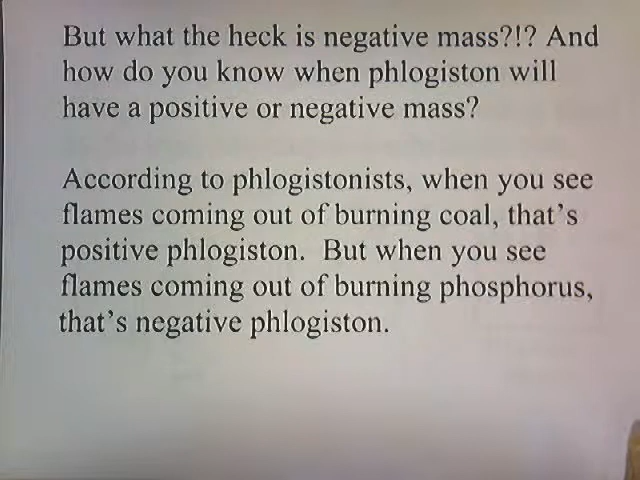 But what the heck is negative mass?!? And
how do you know when phlogiston will
have a positive or negative mass?
According to phlogistonists, when you see
flames coming out of burning coal, that's
positive phlogiston.  But when you see
flames coming out of burning phosphorus,
that's negative phlogiston.